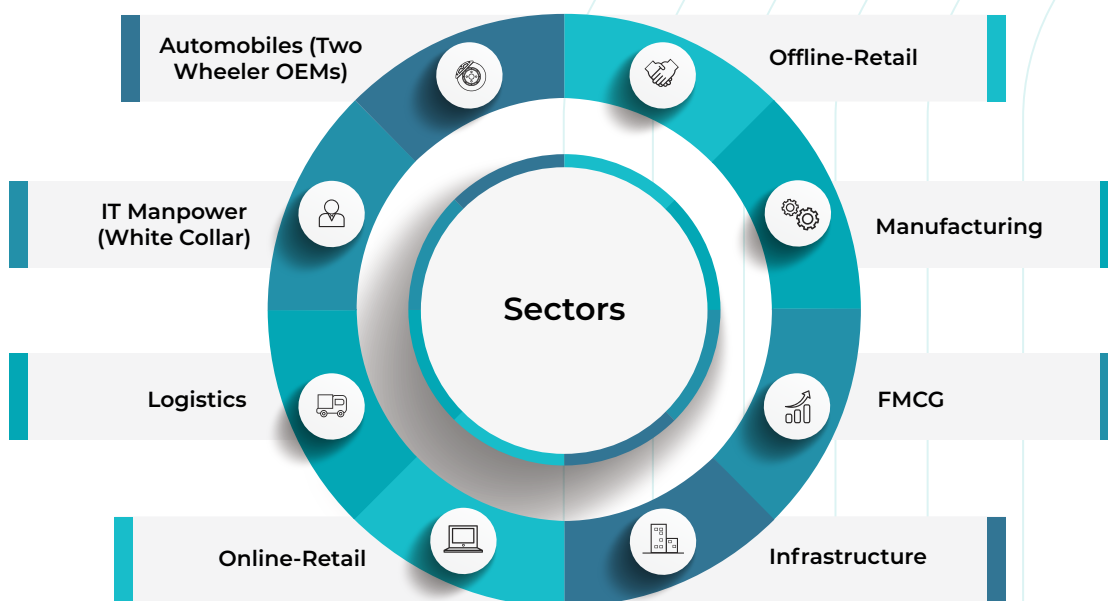 Automobiles (Two
Wheeler OEMs)
Offline-Retail
IT Manpower
(White Collar)
Manufacturing
Sectors
Logistics
FMCG
Online-Retail
Infrastructure